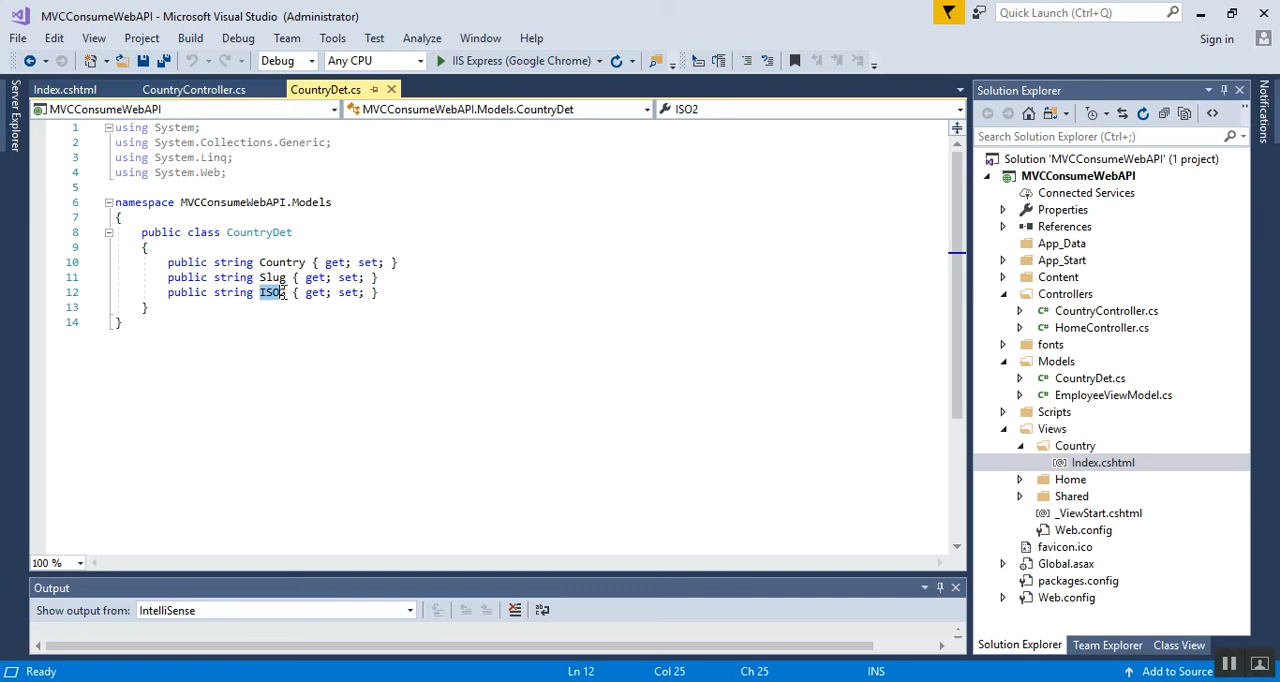 MVCConsumeWebAPI - Microsoft Visual Studio (Administrator)
Quick Launch (Ctrl+Q)
File Edit View Project Build Debug Team Tools Test Analyze Window Help
Sign in
Debug Any CPU IIS Express (Google Chrome)
Server Explorer
Index.cshtml CountryController.cs CountryDet.cs
MVCConsumeWebAPI MVCConsumeWebAPI.Models.CountryDet ISO2
1 using System;
2 using System.Collections.Generic;
3 using System.Linq;
4 using System.Web;
5
6 namespace MVCConsumeWebAPI.Models
7 {
8 public class CountryDet
9 {
10 public string Country { get; set; }
11 public string Slug { get; set; }
12 public string ISO2 { get; set; }
13 }
14 }
100 %
Output
Show output from: IntelliSense
Solution Explorer
Search Solution Explorer (Ctrl+;)
Solution 'MVCConsumeWebAPI' (1 project)
MVCConsumeWebAPI
Connected Services
Properties
References
App_Data
App_Start
Content
Controllers
C# CountryController.cs
C# HomeController.cs
fonts
Models
C# CountryDet.cs
C# EmployeeViewModel.cs
Scripts
Views
Country
[@] Index.cshtml
Home
Shared
[@] _ViewStart.cshtml
Web.config
favicon.ico
Global.asax
packages.config
Web.config
Solution Explorer Team Explorer Class View
Notifications
Ready Ln 12 Col 25 Ch 25 INS Add to Source